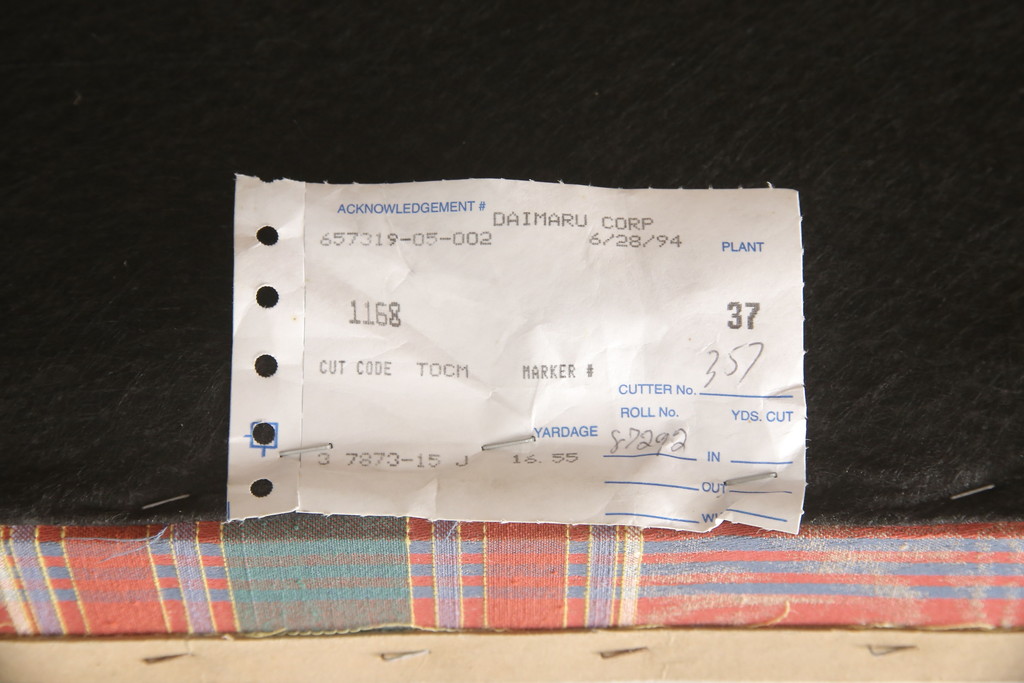 ACKNOWLEDGEMENT #
DAIMARU CORP
657319-05-002 6/28/94 PLANT
1168 37
CUT CODE TOCM MARKER #
CUTTER No. 357
ROLL No. YDS. CUT
YARDAGE 87292 IN
3 7873-15 J 16.55
OUT